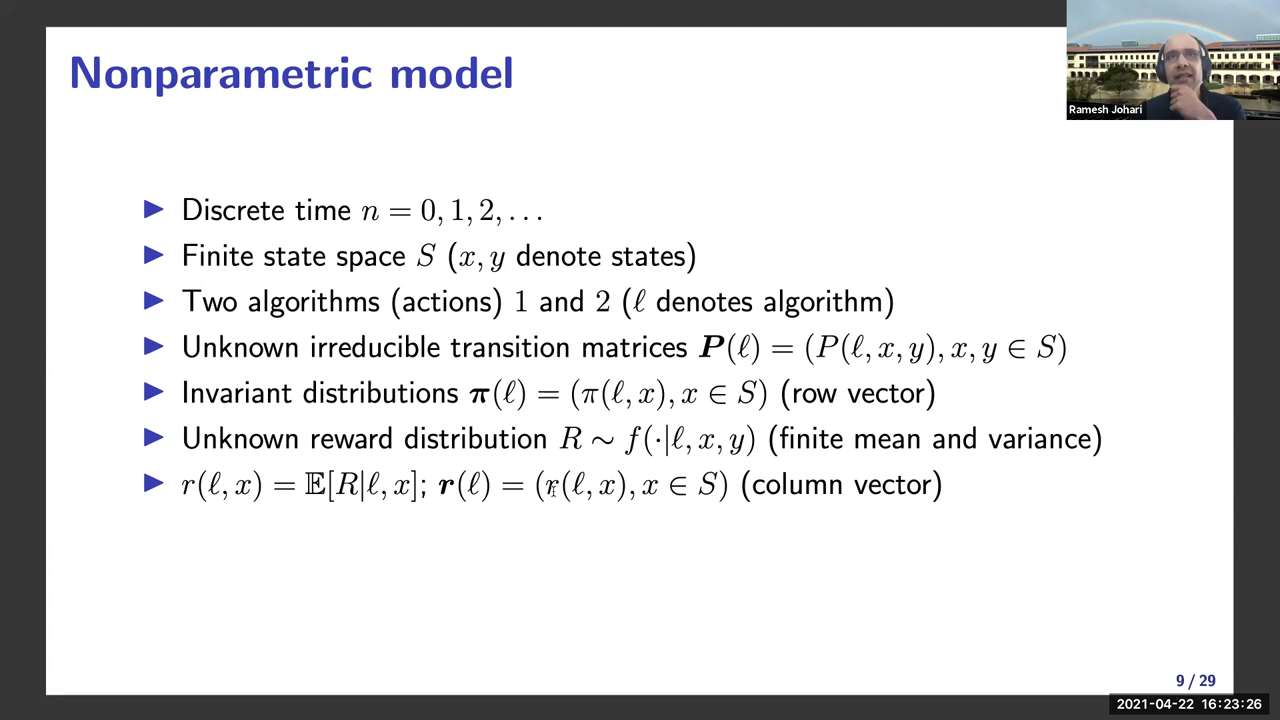 Nonparametric model
Ramesh Johari
▶ Discrete time n = 0, 1, 2, . . .
▶ Finite state space S (x, y denote states)
▶ Two algorithms (actions) 1 and 2 (ℓ denotes algorithm)
▶ Unknown irreducible transition matrices P(ℓ) = (P(ℓ, x, y), x, y ∈ S)
▶ Invariant distributions π(ℓ) = (π(ℓ, x), x ∈ S) (row vector)
▶ Unknown reward distribution R ∼ f(·|ℓ, x, y) (finite mean and variance)
▶ r(ℓ, x) = 𝔼[R|ℓ, x]; r(ℓ) = (r(ℓ, x), x ∈ S) (column vector)
9 / 29
2021-04-22 16:23:26